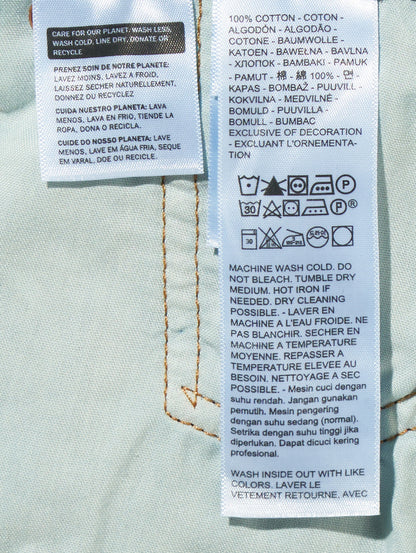 CARE FOR OUR PLANET: WASH LESS,
WASH COLD, LINE DRY, DONATE OR
RECYCLE
PRENEZ SOIN DE NOTRE PLANETE:
LAVEZ MOINS, LAVEZ A FROID,
LAISSEZ SECHER NATURELLEMENT,
DONNEZ OU RECYCLEZ
CUIDA NUESTRO PLANETA: LAVA
MENOS, LAVA EN FRIO, TIENDE LA
ROPA, DONA O RECICLA.
CUIDE DO NOSSO PLANETA: LAVE
MENOS, LAVE EM ÁGUA FRIA, SEQUE
EM VARAL, DOE OU RECICLE.
100% COTTON - COTON -
ALGODÓN - ALGODÃO -
COTONE - BAUMWOLLE -
KATOEN - BAWEŁNA - BAVLNA
- ХЛОПОК - ΒΑΜΒΑΚΙ - PAMUK
- PAMUT - 棉 - 綿 100% - 면 -
KAPAS - BOMBAŽ - PUUVILL -
KOKVILNA - MEDVILNĖ -
BOMULD - PUUVILLA -
BOMULL - BUMBAC
EXCLUSIVE OF DECORATION
- EXCLUANT L'ORNEMENTA-
TION
P
30 P
30
MACHINE WASH COLD. DO
NOT BLEACH. TUMBLE DRY
MEDIUM. HOT IRON IF
NEEDED. DRY CLEANING
POSSIBLE. - LAVER EN
MACHINE A L'EAU FROIDE. NE
PAS BLANCHIR. SECHER EN
MACHINE A TEMPERATURE
MOYENNE. REPASSER A
TEMPERATURE ELEVEE AU
BESOIN. NETTOYAGE A SEC
POSSIBLE. - Mesin cuci dengan
suhu rendah. Jangan gunakan
pemutih. Mesin pengering
dengan suhu sedang (normal).
Setrika dengan suhu tinggi jika
diperlukan. Dapat dicuci kering
profesional.
WASH INSIDE OUT WITH LIKE
COLORS. LAVER LE
VETEMENT RETOURNE, AVEC